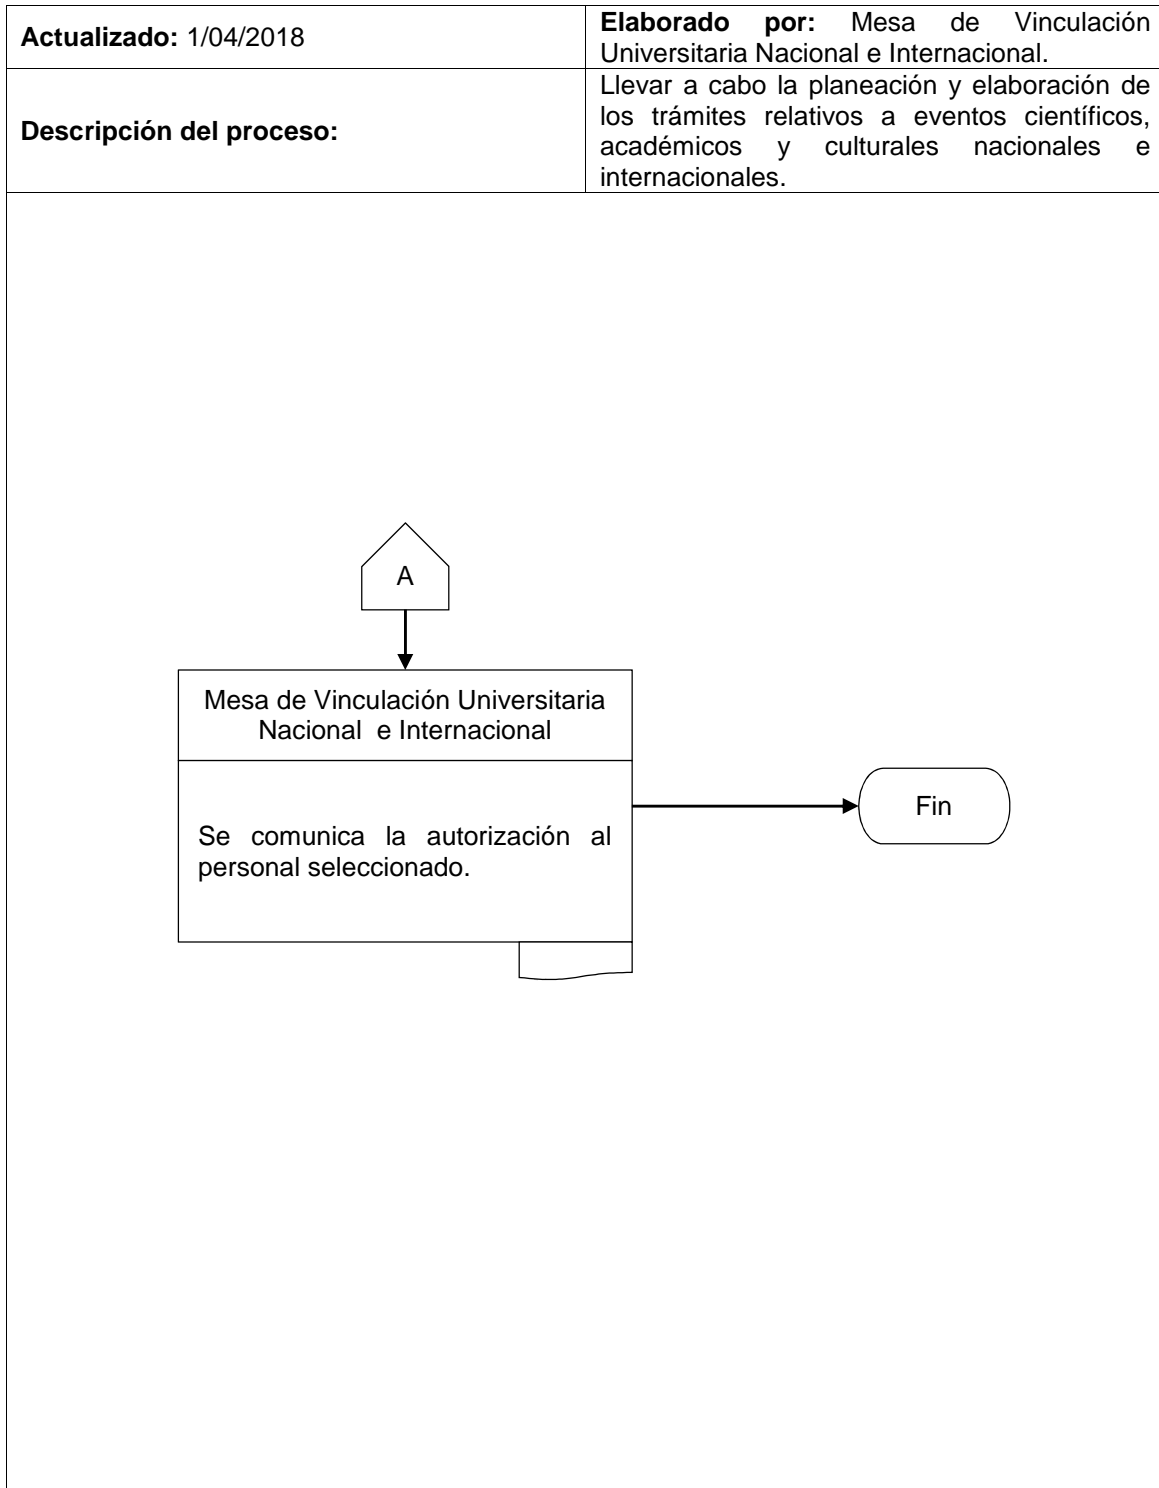 Actualizado: 1/04/2018
Elaborado por: Mesa de Vinculación
Universitaria Nacional e Internacional.
Descripción del proceso:
Llevar a cabo la planeación y elaboración de
los trámites relativos a eventos científicos,
académicos y culturales nacionales e
internacionales.
A
Mesa de Vinculación Universitaria
Nacional e Internacional
Se comunica la autorización al
personal seleccionado.
Fin